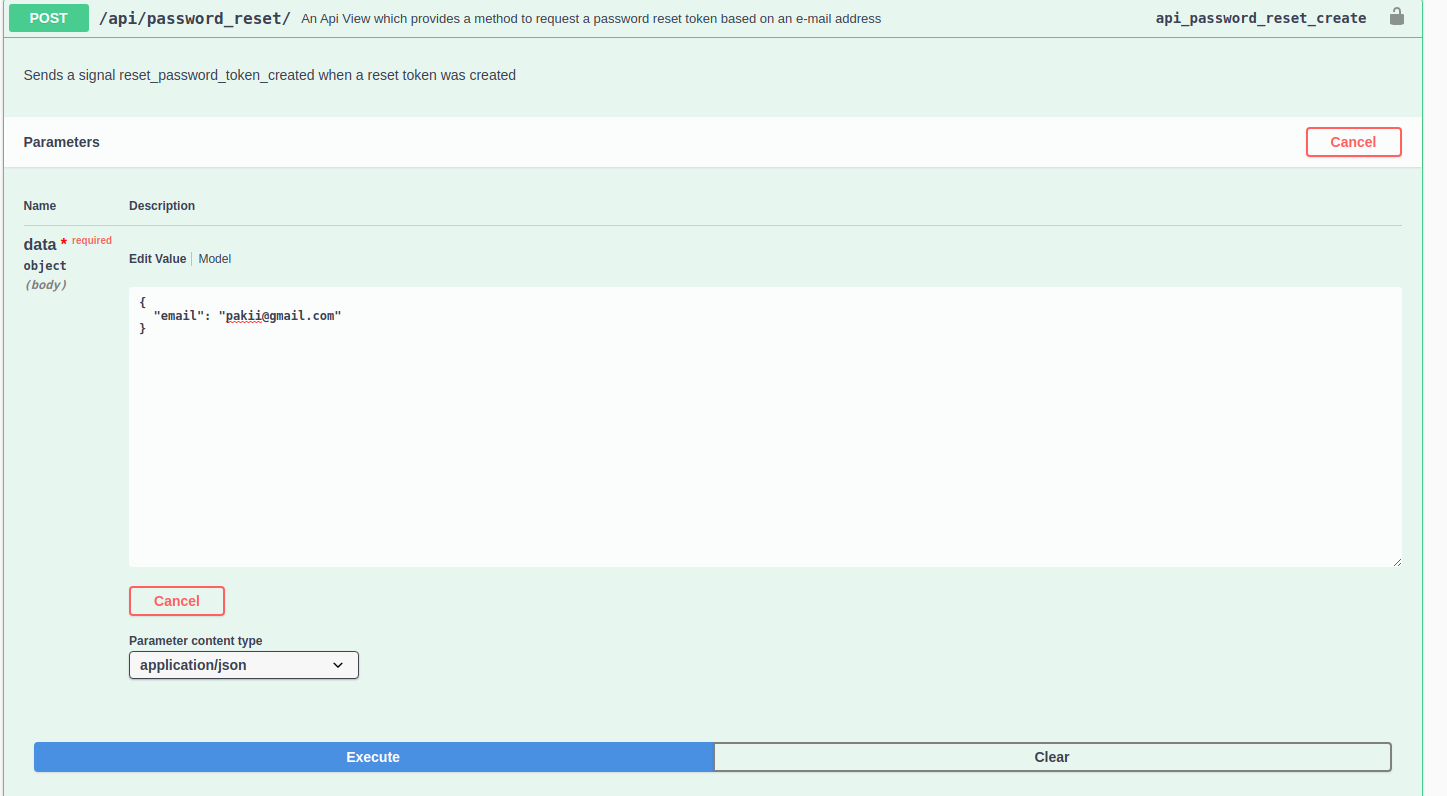 POST /api/password_reset/ An Api View which provides a method to request a password reset token based on an e-mail address api_password_reset_create
Sends a signal reset_password_token_created when a reset token was created
Parameters Cancel
Name Description
data * required
object
(body)
Edit Value | Model
{
  "email": "pakii@gmail.com"
}
Cancel
Parameter content type
application/json
Execute Clear